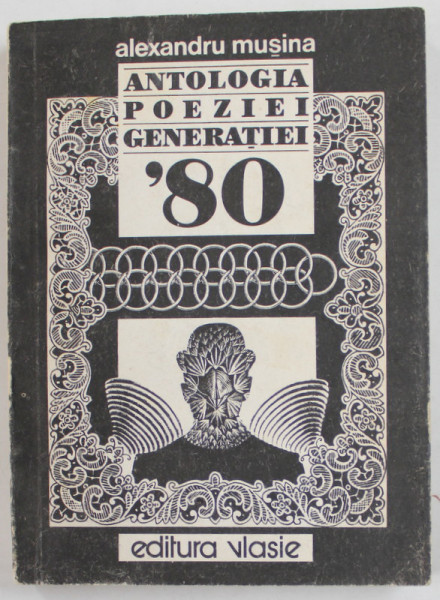 alexandru mușina
ANTOLOGIA
POEZIEI
GENERAȚIEI
'80
editura vlasie